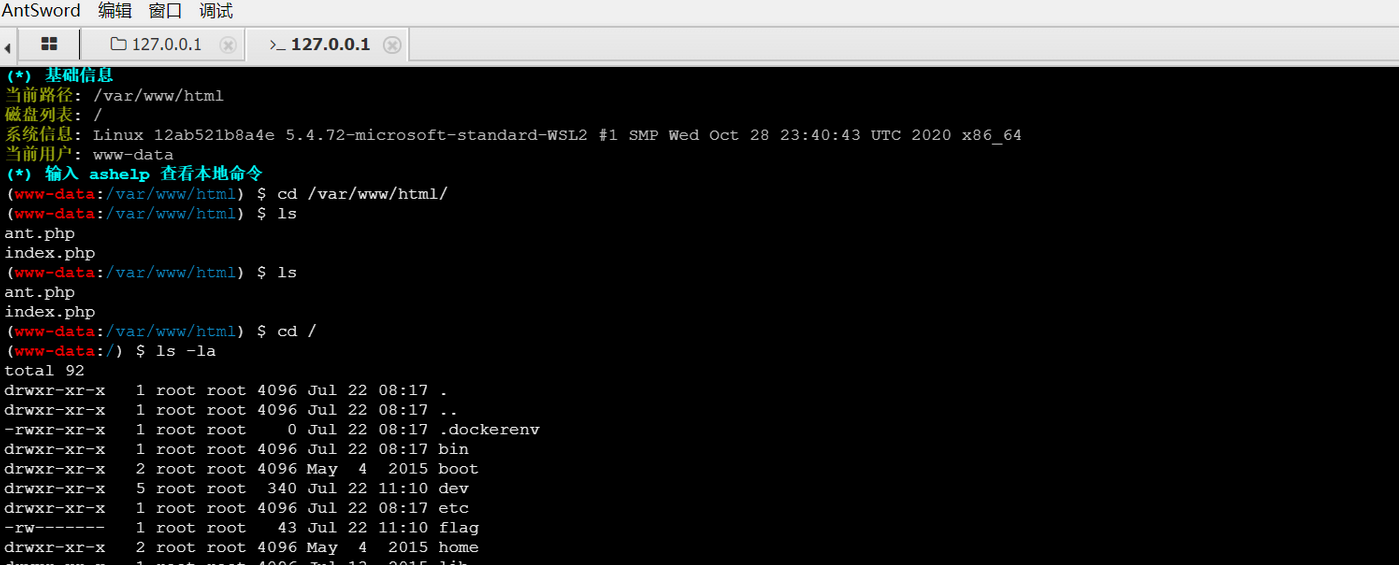 AntSword 编辑 窗口 调试
127.0.0.1 >_ 127.0.0.1
(*) 基础信息
当前路径: /var/www/html
磁盘列表: /
系统信息: Linux 12ab521b8a4e 5.4.72-microsoft-standard-WSL2 #1 SMP Wed Oct 28 23:40:43 UTC 2020 x86_64
当前用户: www-data
(*) 输入 ashelp 查看本地命令
(www-data:/var/www/html) $ cd /var/www/html/
(www-data:/var/www/html) $ ls
ant.php
index.php
(www-data:/var/www/html) $ ls
ant.php
index.php
(www-data:/var/www/html) $ cd /
(www-data:/) $ ls -la
total 92
drwxr-xr-x 1 root root 4096 Jul 22 08:17 .
drwxr-xr-x 1 root root 4096 Jul 22 08:17 ..
-rwxr-xr-x 1 root root 0 Jul 22 08:17 .dockerenv
drwxr-xr-x 1 root root 4096 Jul 22 08:17 bin
drwxr-xr-x 2 root root 4096 May 4 2015 boot
drwxr-xr-x 5 root root 340 Jul 22 11:10 dev
drwxr-xr-x 1 root root 4096 Jul 22 08:17 etc
-rw------- 1 root root 43 Jul 22 11:10 flag
drwxr-xr-x 2 root root 4096 May 4 2015 home